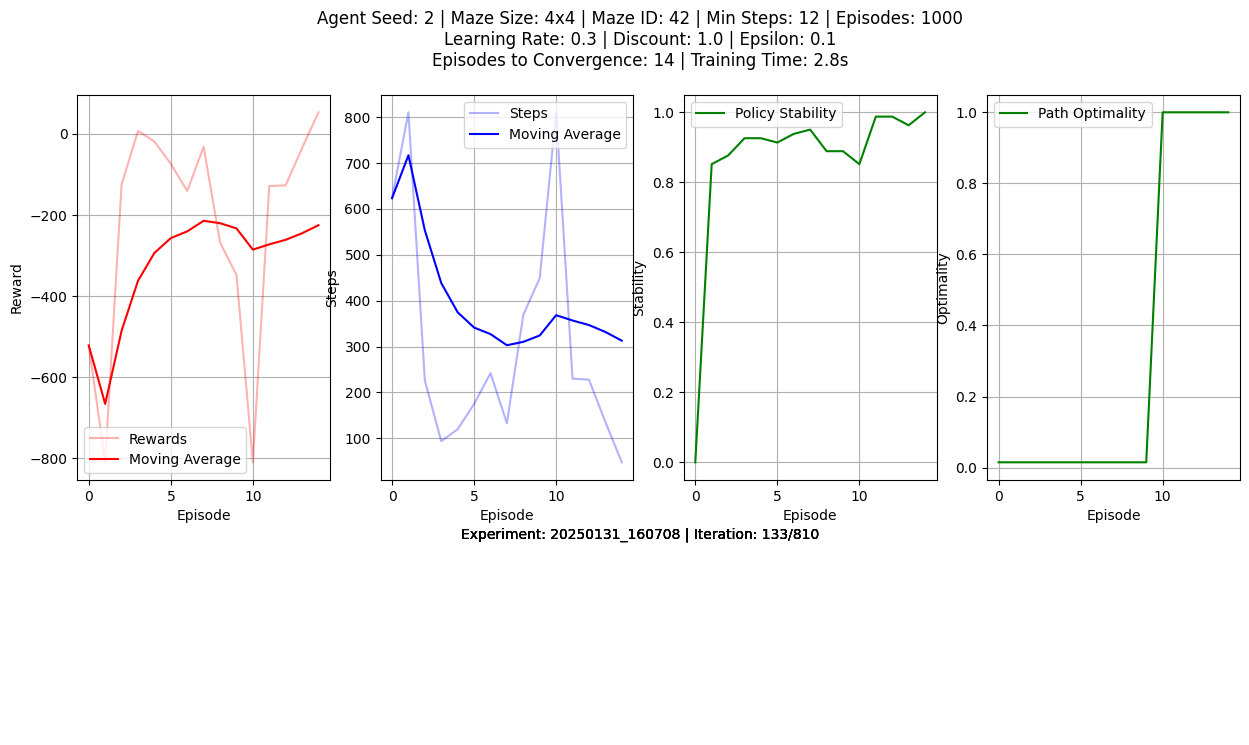 Agent Seed: 2 | Maze Size: 4x4 | Maze ID: 42 | Min Steps: 12 | Episodes: 1000
Learning Rate: 0.3 | Discount: 1.0 | Epsilon: 0.1
Episodes to Convergence: 14 | Training Time: 2.8s
Reward
0
−200
−400
−600
−800
Rewards
Moving Average
0 5 10
Episode
Steps
800
700
600
500
400
300
200
100
Steps
Moving Average
0 5 10
Episode
Stability
1.0
0.8
0.6
0.4
0.2
0.0
Policy Stability
0 5 10
Episode
Optimality
1.0
0.8
0.6
0.4
0.2
0.0
Path Optimality
0 10
5
Episode
Experiment: 20250131_160708 | Iteration: 133/810